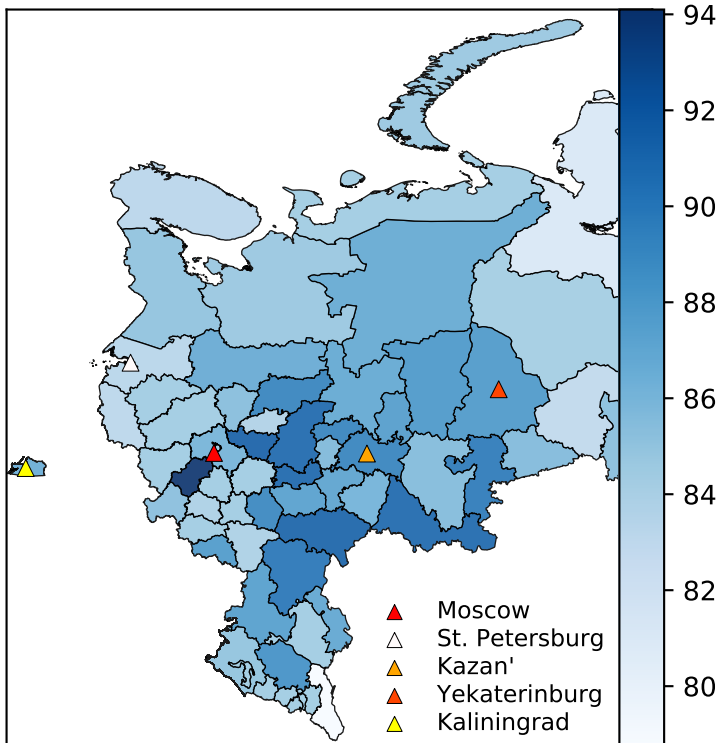 94
92
90
88
86
84
82
80
Moscow
St. Petersburg
Kazan'
Yekaterinburg
Kaliningrad